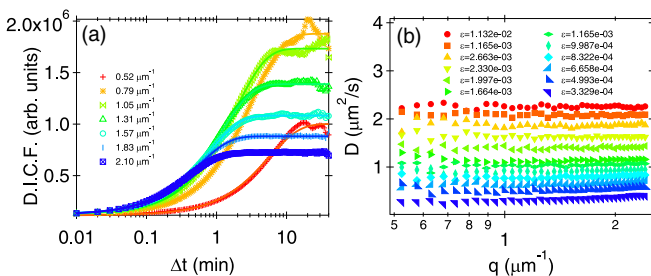 (a)
2.0x10⁶
1.5
1.0
0.5
D.I.C.F. (arb. units)
0.52 μm⁻¹
0.79 μm⁻¹
1.05 μm⁻¹
1.31 μm⁻¹
1.57 μm⁻¹
1.83 μm⁻¹
2.10 μm⁻¹
0.01 0.1 1 10
Δt (min)
(b)
4
3
2
1
0
D (μm²/s)
ε=1.132e-02
ε=1.165e-03
ε=2.663e-03
ε=2.330e-03
ε=1.997e-03
ε=1.664e-03
ε=1.165e-03
ε=9.987e-04
ε=8.322e-04
ε=6.658e-04
ε=4.993e-04
ε=3.329e-04
5 6 7 8 9 1 2
q (μm⁻¹)